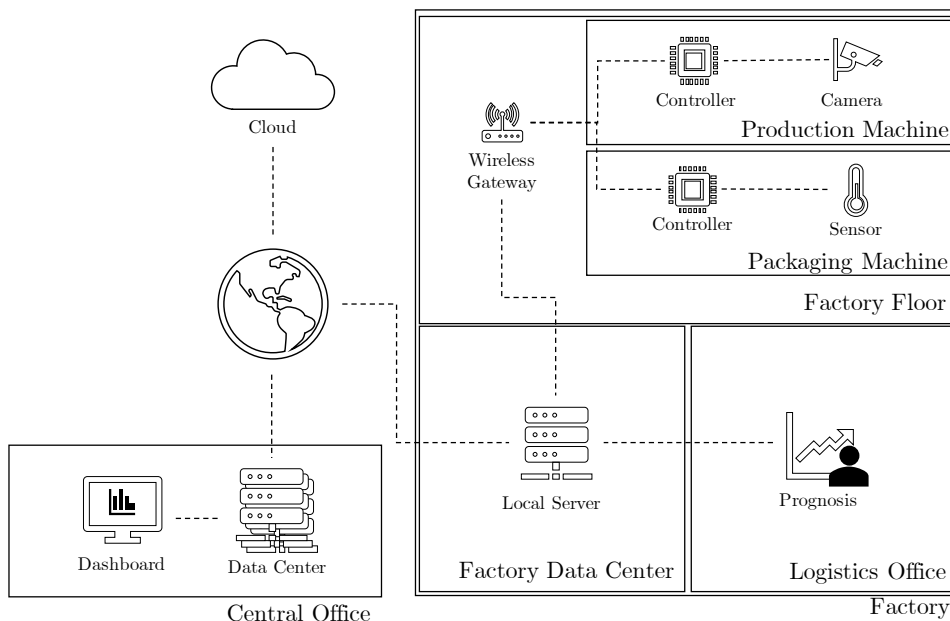 Cloud
Controller
Camera
Production Machine
Wireless
Gateway
Controller
Sensor
Packaging Machine
Factory Floor
Local Server
Prognosis
Dashboard
Data Center
Factory Data Center
Logistics Office
Central Office
Factory